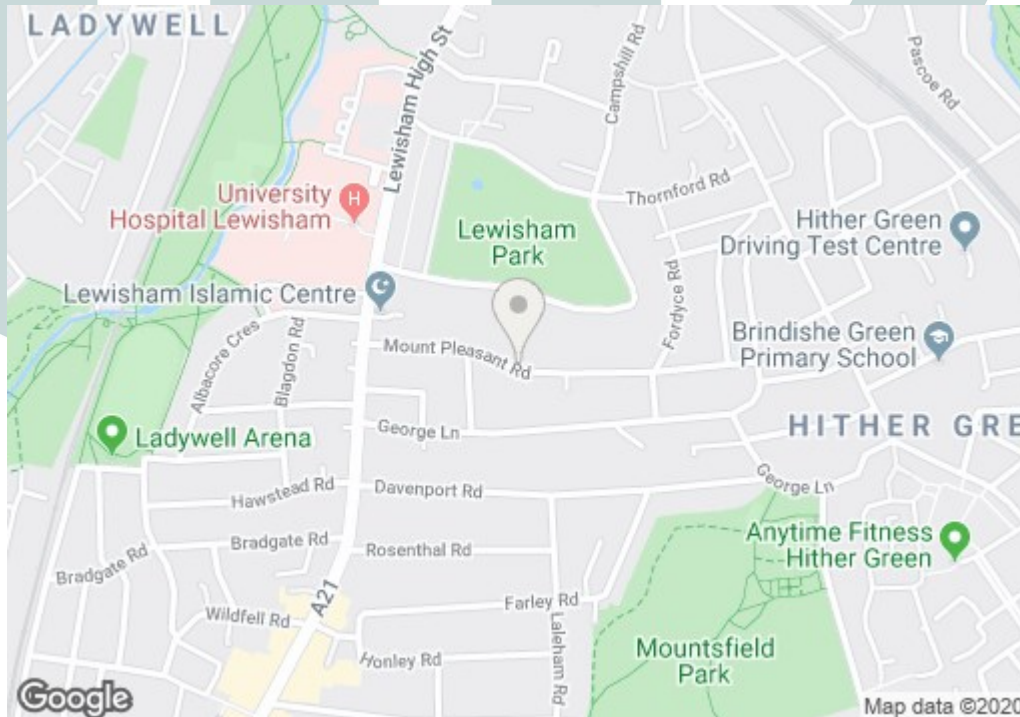 LADYWELL
Lewisham High St
Campshill Rd
Pascoe Rd
University
Hospital Lewisham
H
Thornford Rd
Lewisham
Park
Hither Green
Driving Test Centre
Lewisham Islamic Centre
Fordyce Rd
Albacore Cres
Blagdon Rd
Mount Pleasant Rd
Brindishe Green
Primary School
Ladywell Arena
George Ln
HITHER GRE
Hawstead Rd
Davenport Rd
George Ln
Bradgate Rd
Bradgate Rd
Rosenthal Rd
Anytime Fitness
Hither Green
A21
Wildfell Rd
Farley Rd
Laleham Rd
Honley Rd
Mountsfield
Park
Google
Map data ©2020